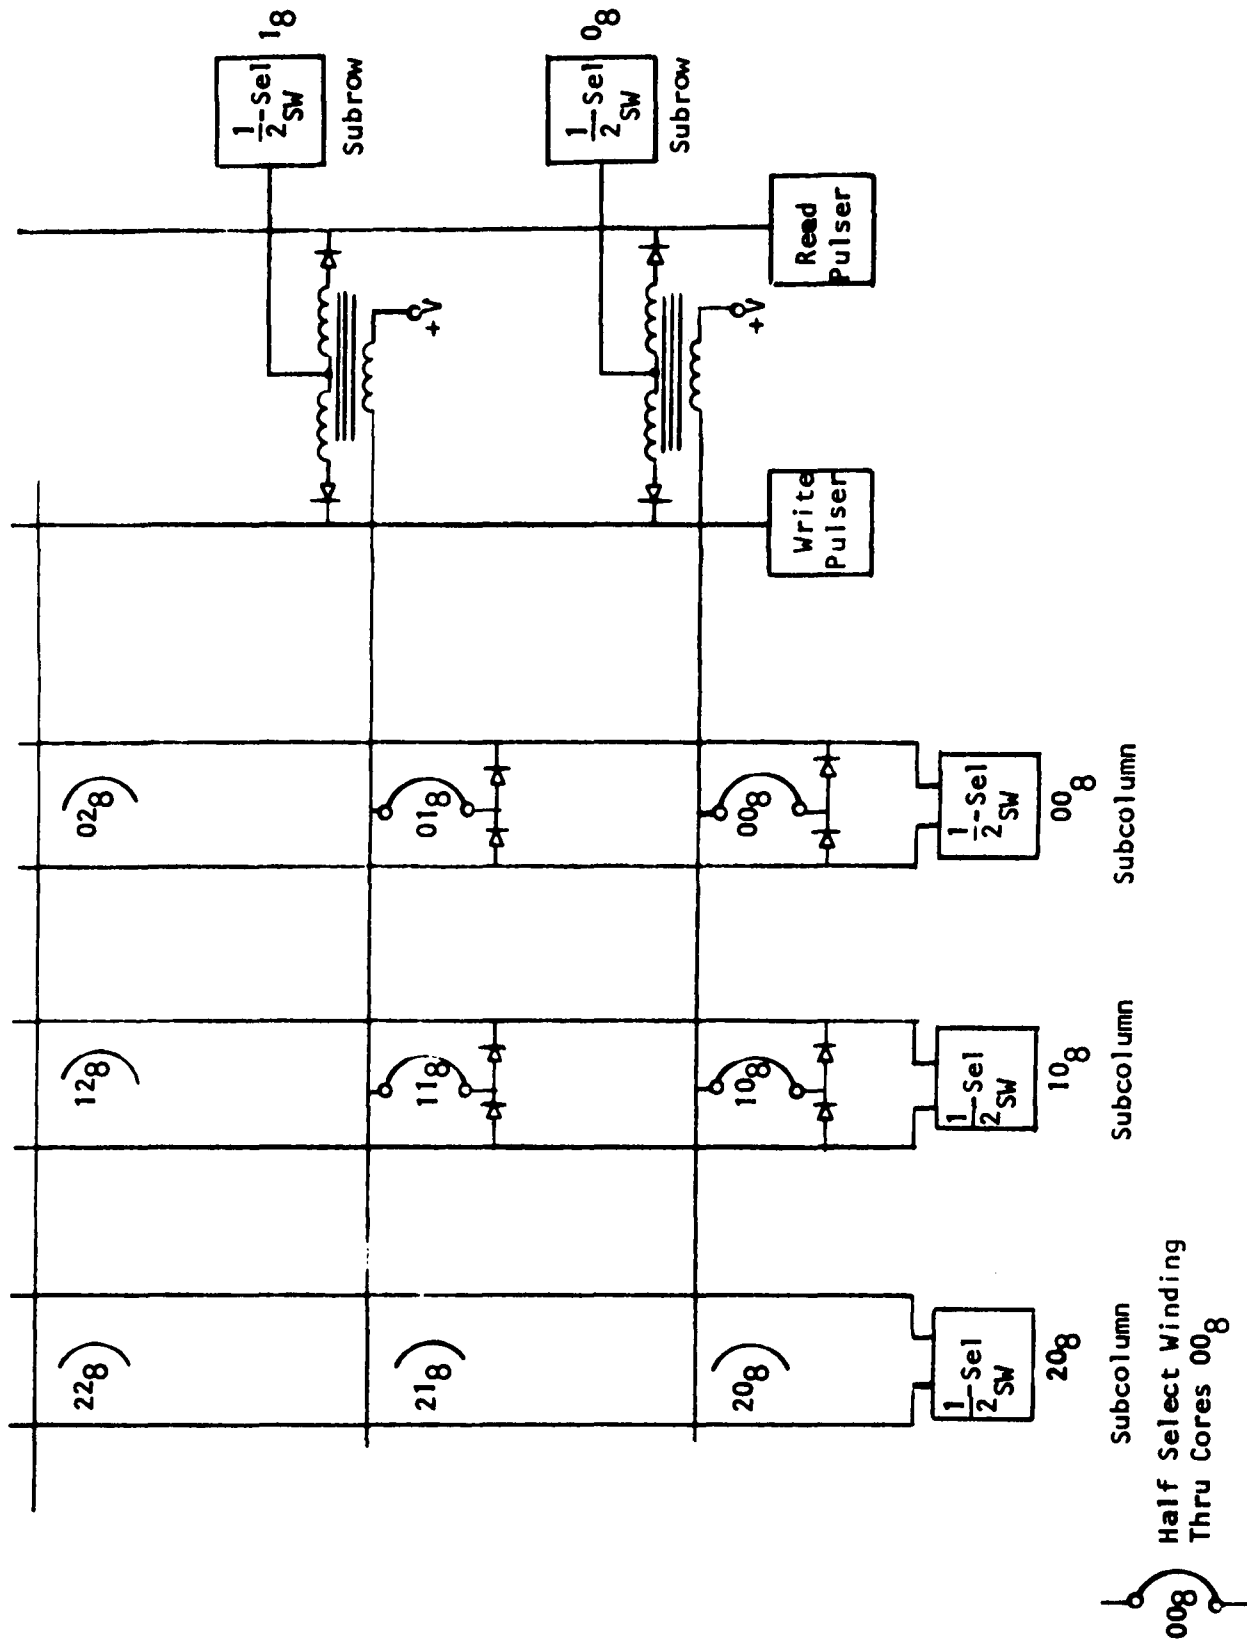 22₈
12₈
02₈
1/2-Sel
SW
1₈
Subrow
21₈
11₈
01₈
+V
1/2-Sel
SW
0₈
Subrow
20₈
10₈
00₈
+V
Write
Pulser
Read
Pulser
1/2-Sel
SW
20₈
Subcolumn
1/2-Sel
SW
10₈
Subcolumn
1/2-Sel
SW
00₈
Subcolumn
00₈
Half Select Winding
Thru Cores 00₈